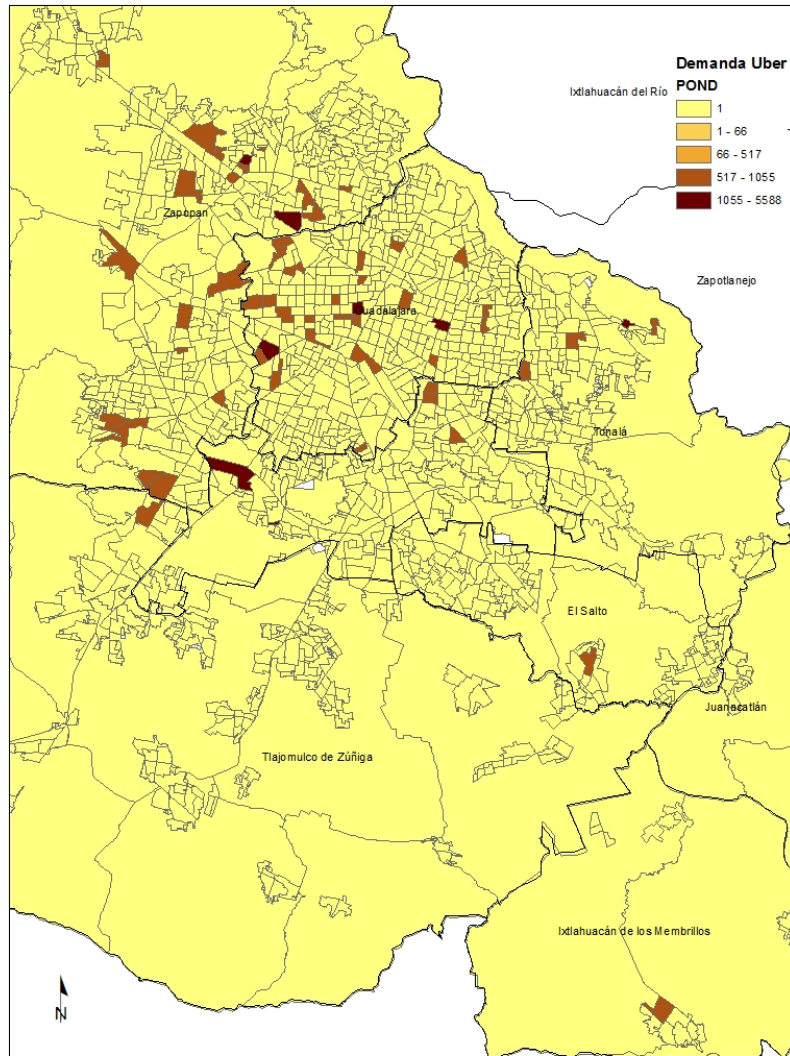 Demanda Uber
POND
1
1 - 66
66 - 517
517 - 1055
1055 - 5588
Ixtlahuacán del Río
Zapopan
Zapotlanejo
Guadalajara
Tonalá
El Salto
Juanacatlán
Tlajomulco de Zúñiga
Ixtlahuacán de los Membrillos
N